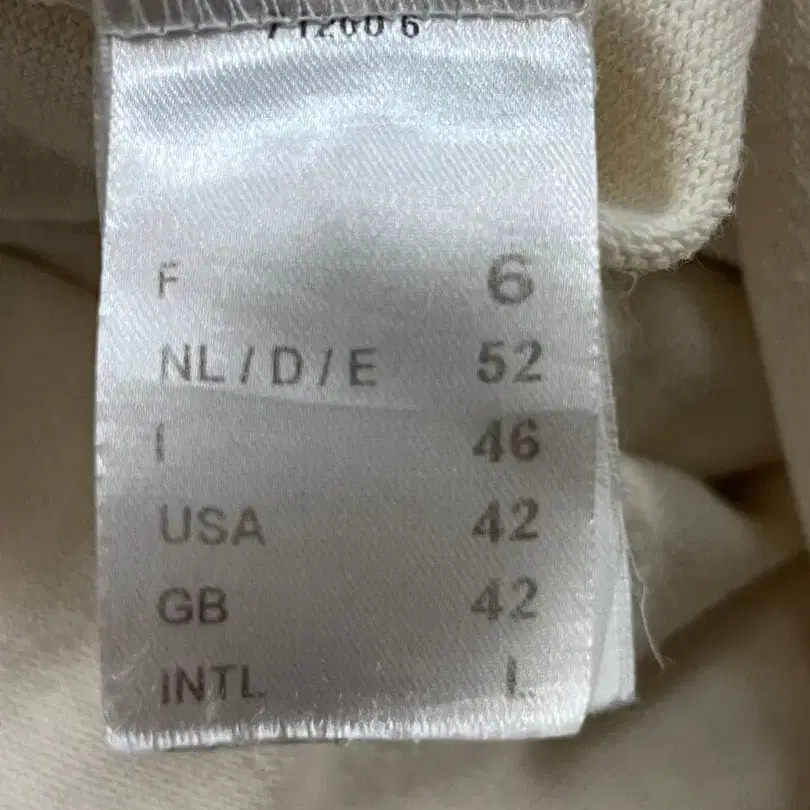 F 6
NL / D / E 52
I 46
USA 42
GB 42
INTL L